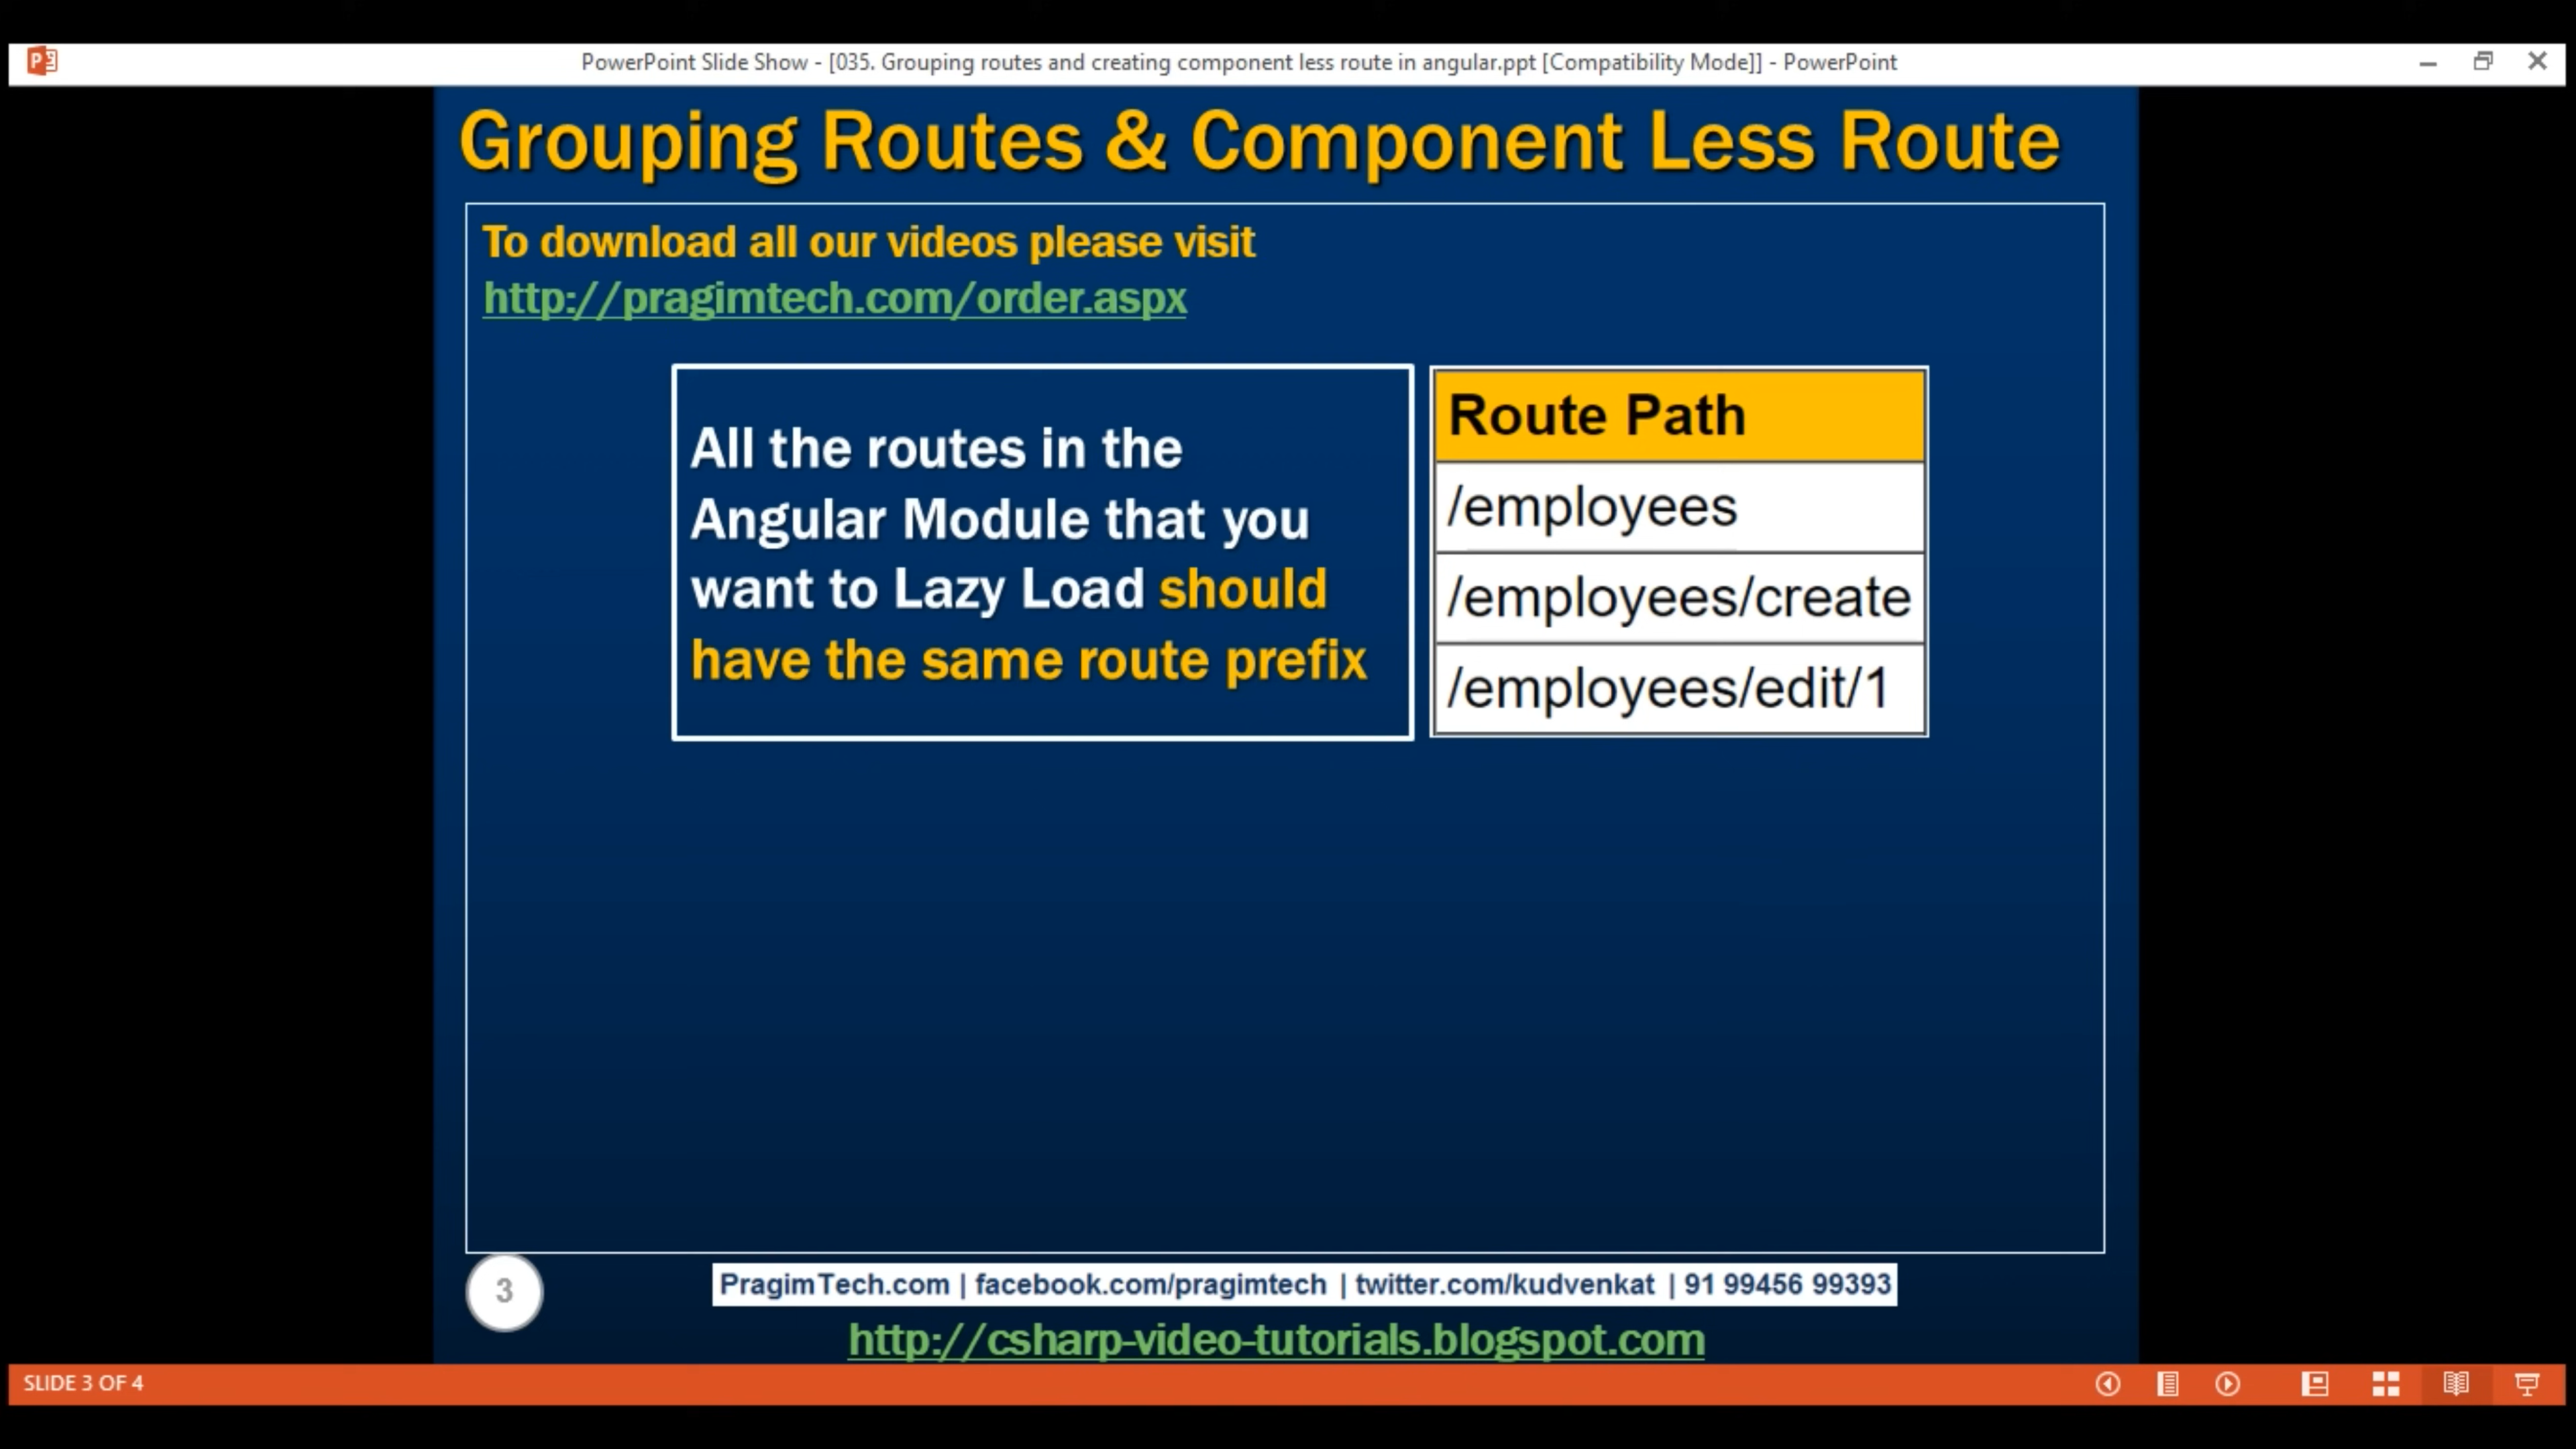 PowerPoint Slide Show - [035. Grouping routes and creating component less route in angular.ppt [Compatibility Mode]] - PowerPoint
Grouping Routes & Component Less Route
To download all our videos please visit
http://pragimtech.com/order.aspx
All the routes in the
Angular Module that you
want to Lazy Load should
have the same route prefix
Route Path
/employees
/employees/create
/employees/edit/1
3
PragimTech.com | facebook.com/pragimtech | twitter.com/kudvenkat | 91 99456 99393
http://csharp-video-tutorials.blogspot.com
SLIDE 3 OF 4